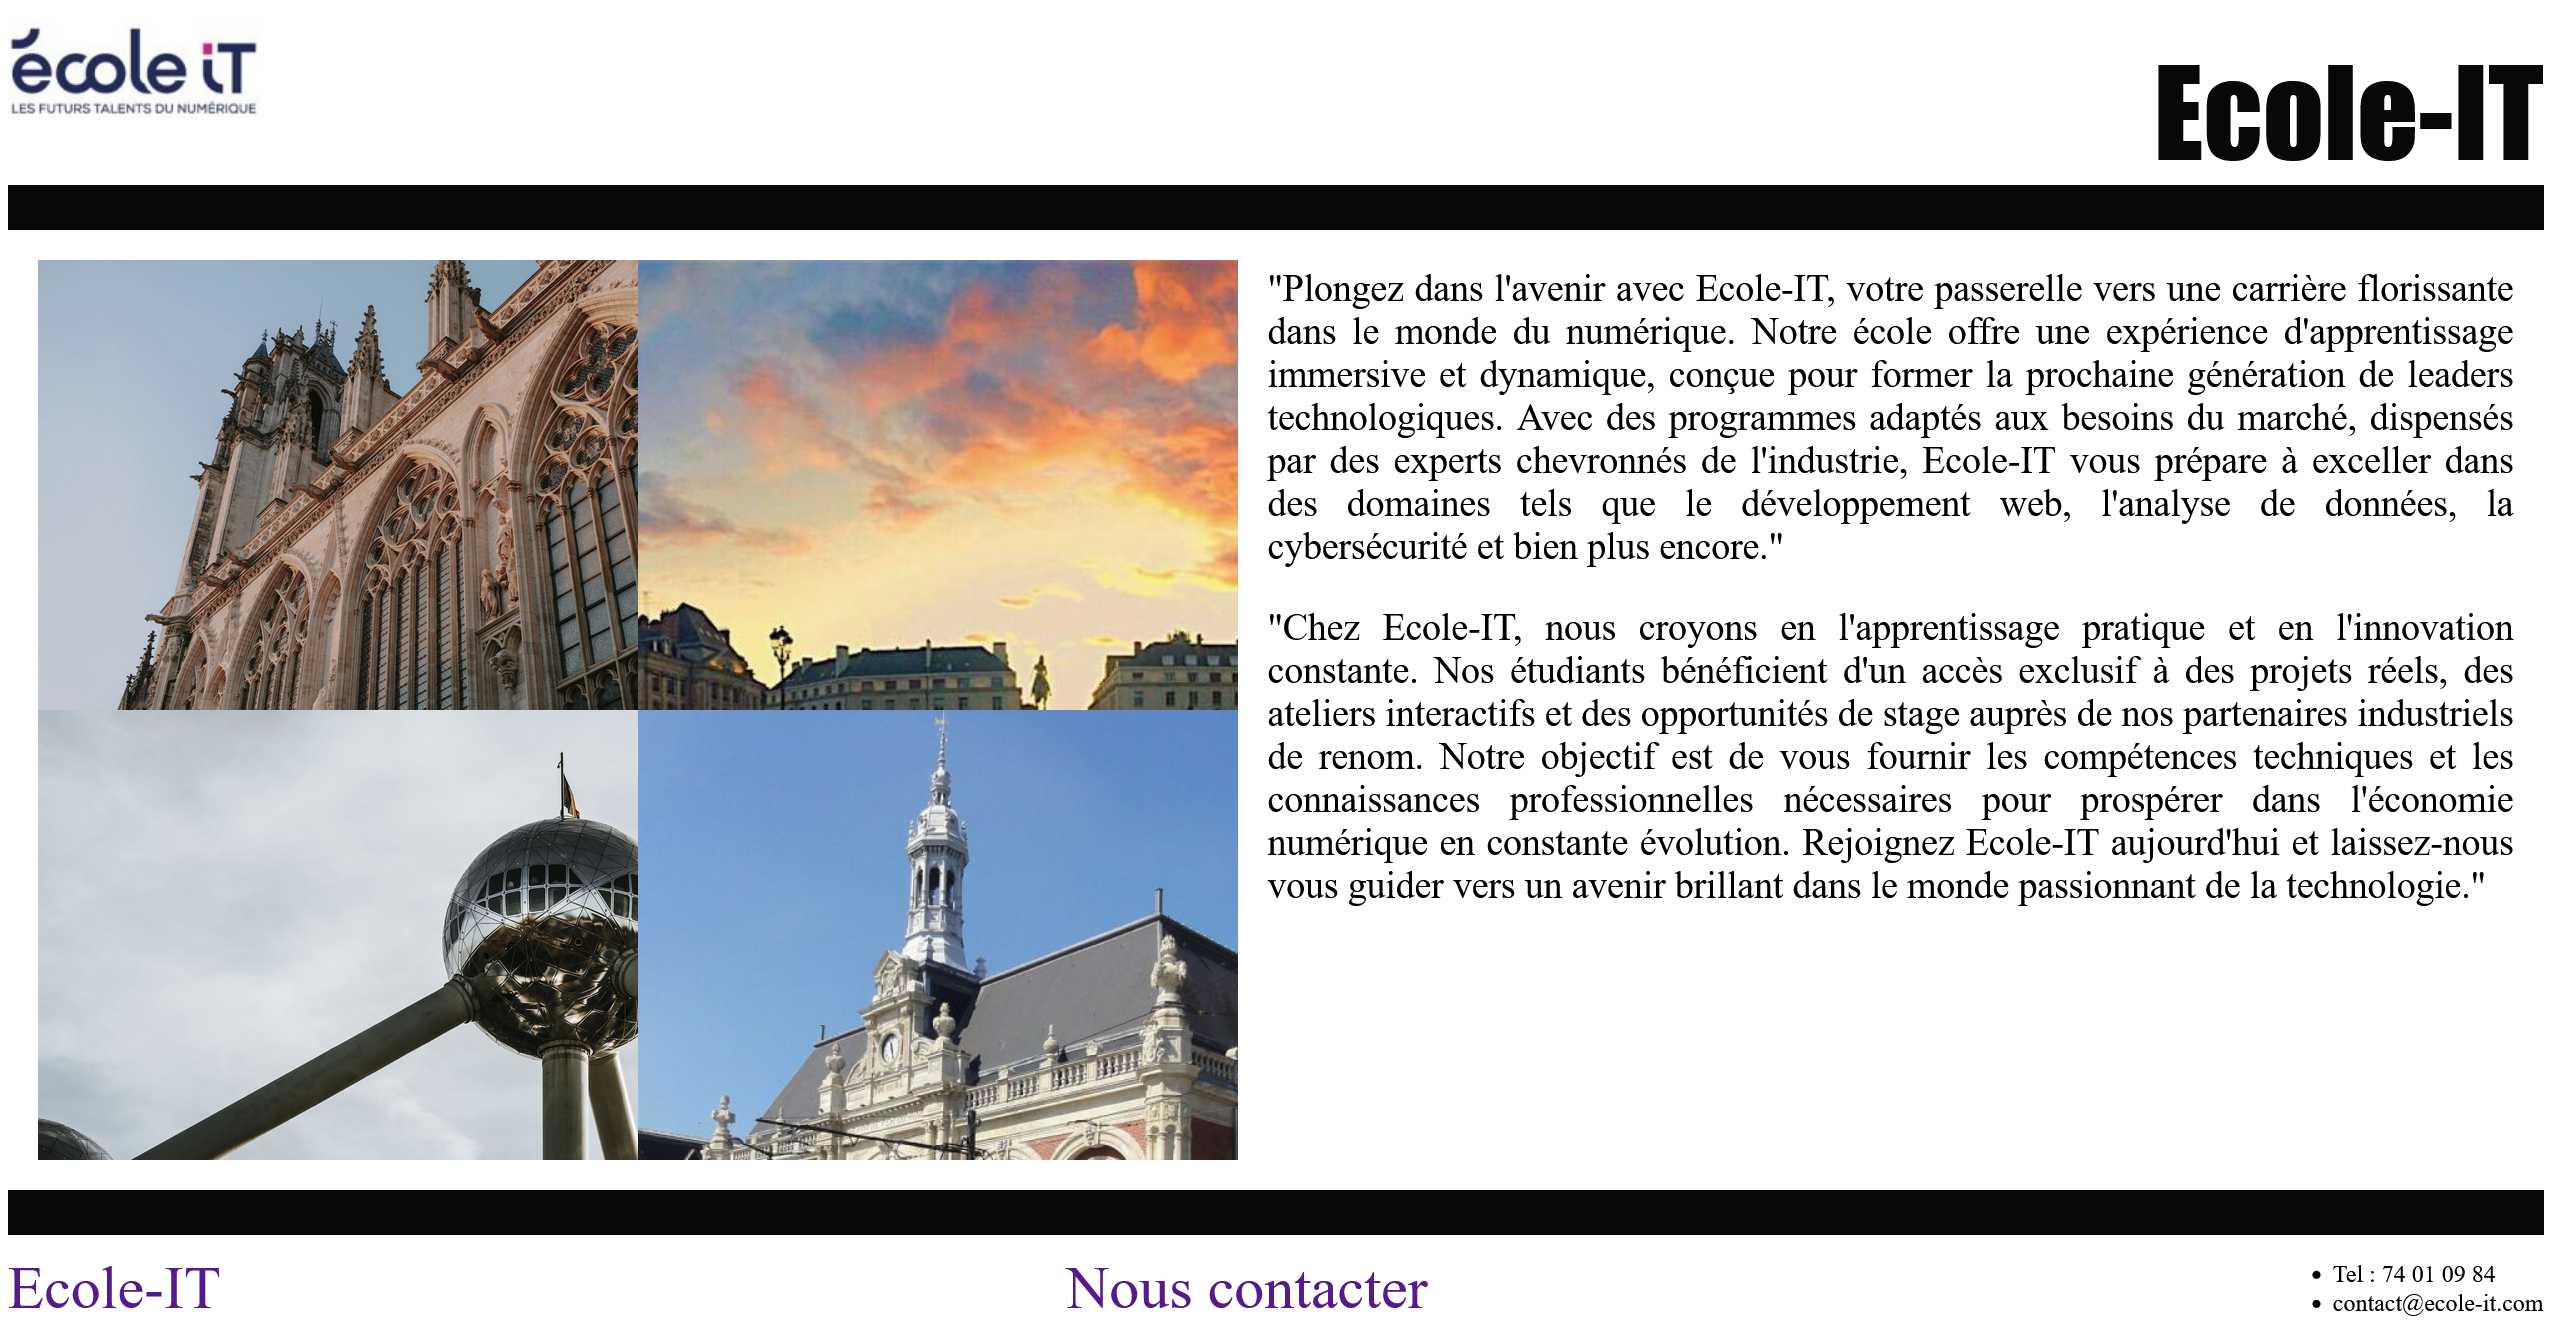 école iT
LES FUTURS TALENTS DU NUMÉRIQUE
Ecole-IT
"Plongez dans l'avenir avec Ecole-IT, votre passerelle vers une carrière florissante
dans le monde du numérique. Notre école offre une expérience d'apprentissage
immersive et dynamique, conçue pour former la prochaine génération de leaders
technologiques. Avec des programmes adaptés aux besoins du marché, dispensés
par des experts chevronnés de l'industrie, Ecole-IT vous prépare à exceller dans
des domaines tels que le développement web, l'analyse de données, la
cybersécurité et bien plus encore."
"Chez Ecole-IT, nous croyons en l'apprentissage pratique et en l'innovation
constante. Nos étudiants bénéficient d'un accès exclusif à des projets réels, des
ateliers interactifs et des opportunités de stage auprès de nos partenaires industriels
de renom. Notre objectif est de vous fournir les compétences techniques et les
connaissances professionnelles nécessaires pour prospérer dans l'économie
numérique en constante évolution. Rejoignez Ecole-IT aujourd'hui et laissez-nous
vous guider vers un avenir brillant dans le monde passionnant de la technologie."
Ecole-IT
Nous contacter
• Tel : 74 01 09 84
• contact@ecole-it.com